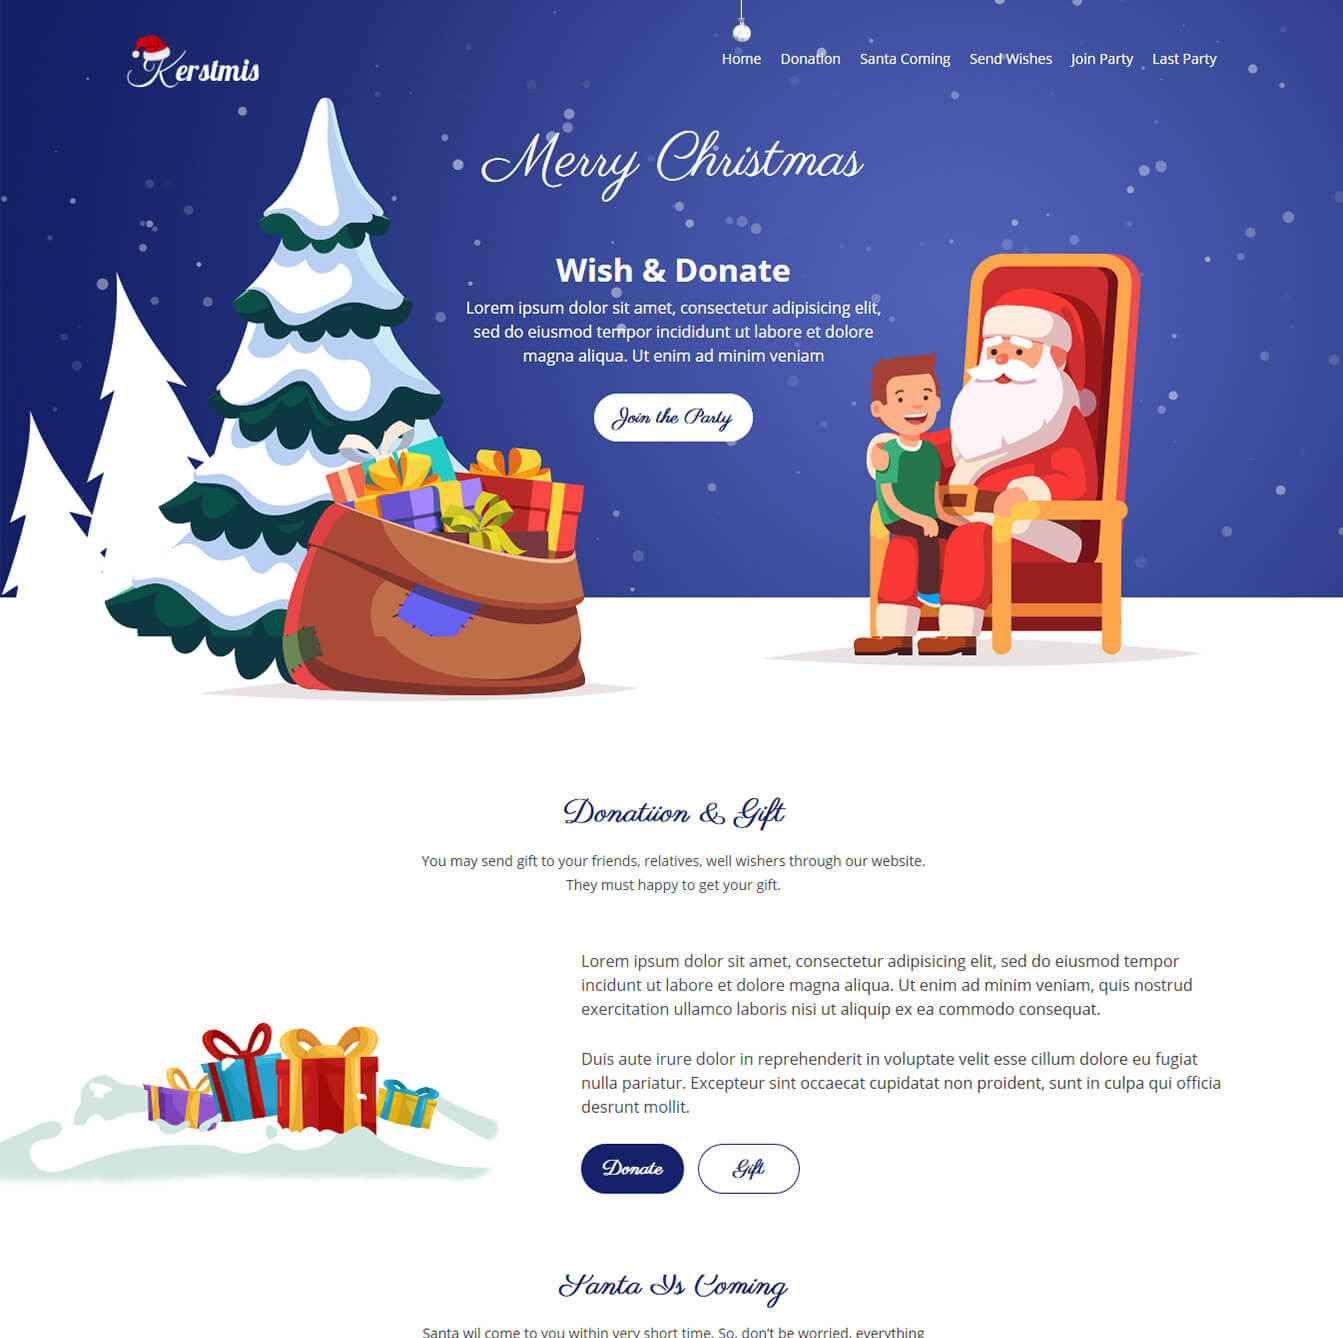 Kerstmis
Home Donation Santa Coming Send Wishes Join Party Last Party
Merry Christmas
Wish & Donate
Lorem ipsum dolor sit amet, consectetur adipisicing elit,
sed do eiusmod tempor incididunt ut labore et dolore
magna aliqua. Ut enim ad minim veniam
Join the Party
Donatiion & Gift
You may send gift to your friends, relatives, well wishers through our website.
They must happy to get your gift.
Lorem ipsum dolor sit amet, consectetur adipisicing elit, sed do eiusmod tempor
incidunt ut labore et dolore magna aliqua. Ut enim ad minim veniam, quis nostrud
exercitation ullamco laboris nisi ut aliquip ex ea commodo consequat.
Duis aute irure dolor in reprehenderit in voluptate velit esse cillum dolore eu fugiat
nulla pariatur. Excepteur sint occaecat cupidatat non proident, sunt in culpa qui officia
desrunt mollit.
Donate Gift
Santa Is Coming
Santa wil come to you within very short time. So, don't be worried, everything